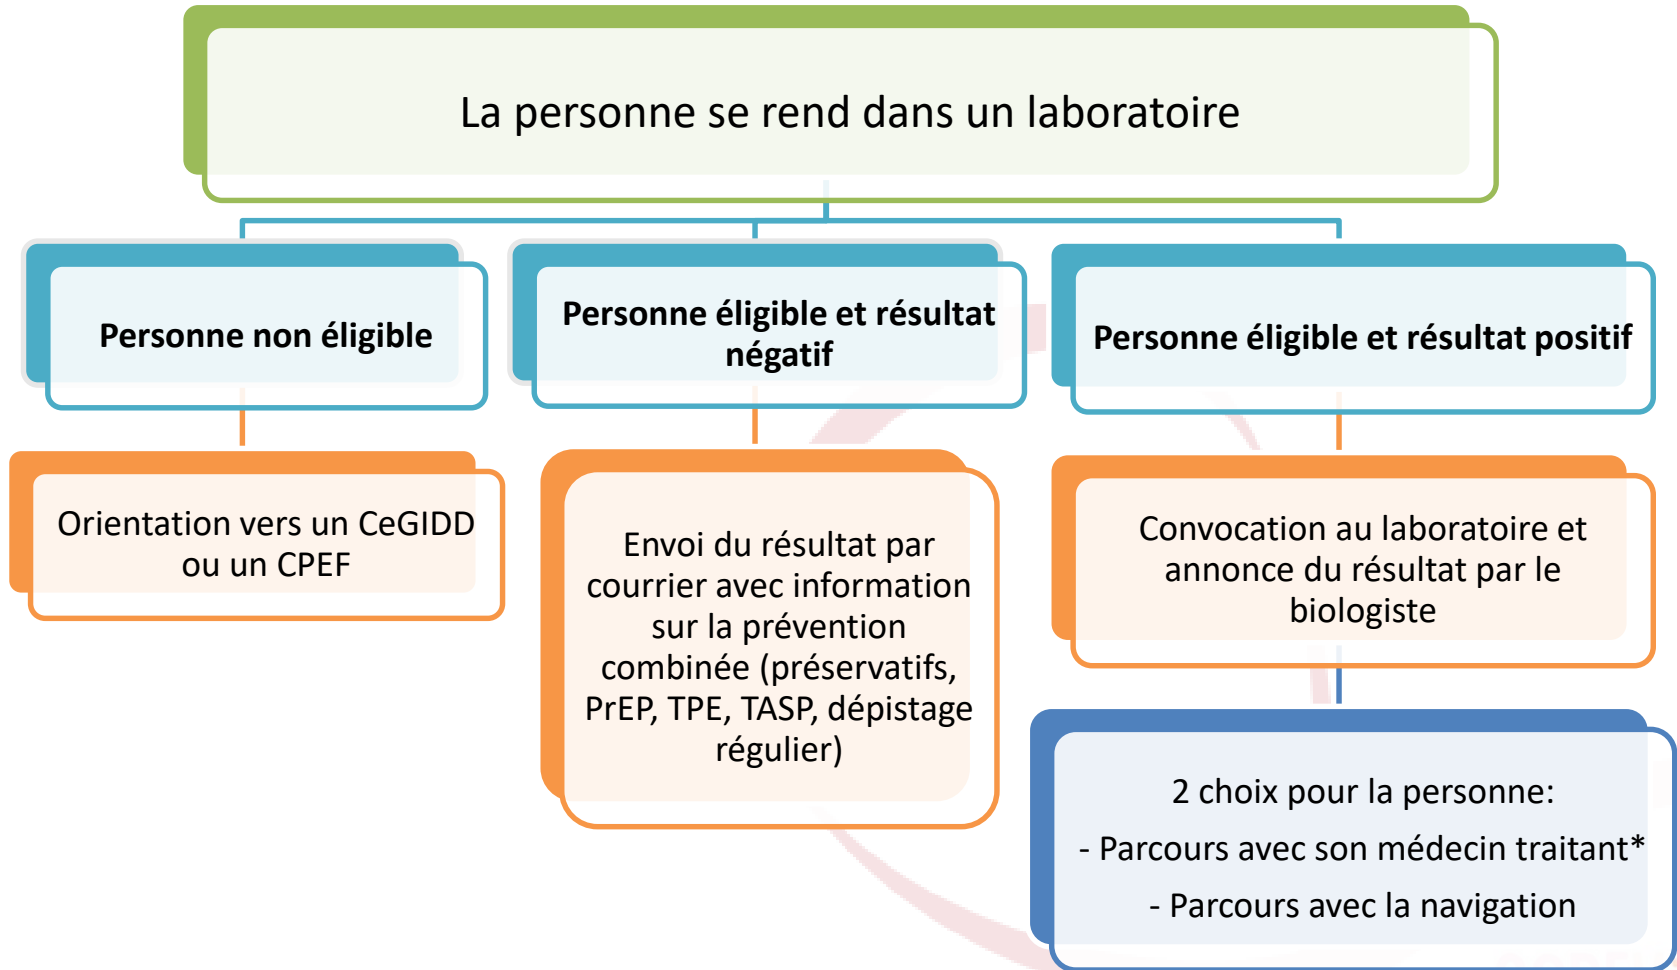 La personne se rend dans un laboratoire
Personne non éligible
Personne éligible et résultat
négatif
Personne éligible et résultat positif
Orientation vers un CeGIDD
ou un CPEF
Envoi du résultat par
courrier avec information
sur la prévention
combinée (préservatifs,
PrEP, TPE, TASP, dépistage
régulier)
Convocation au laboratoire et
annonce du résultat par le
biologiste
2 choix pour la personne:
- Parcours avec son médecin traitant*
- Parcours avec la navigation